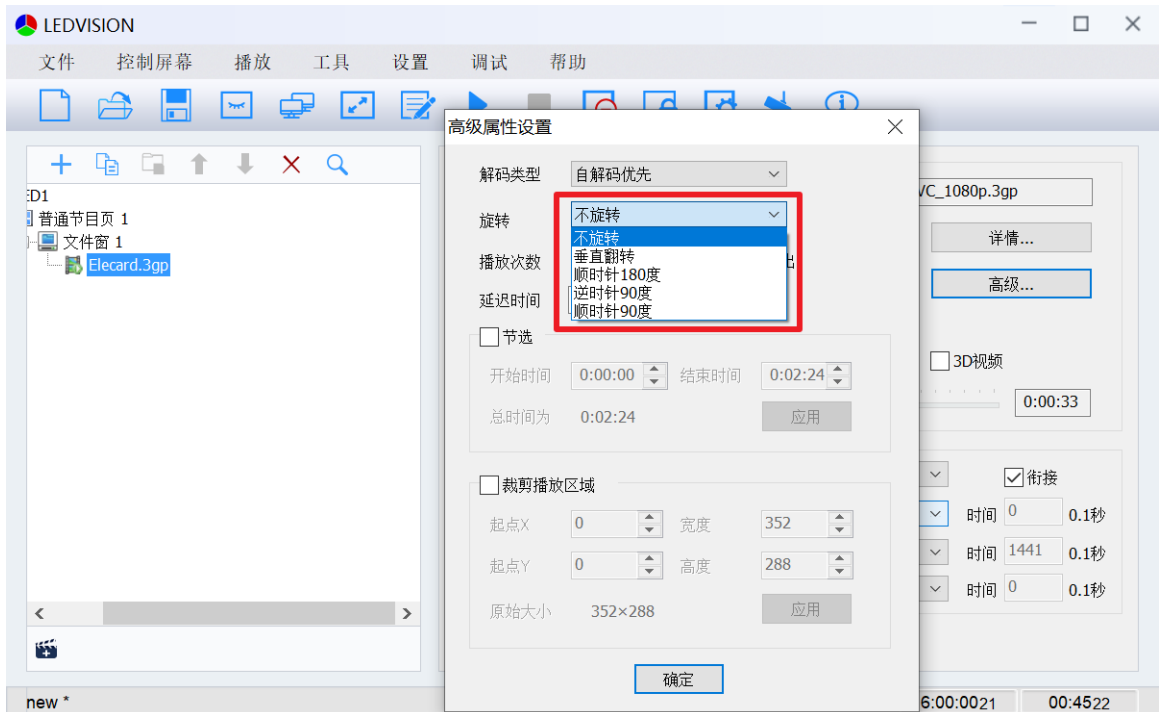 LEDVISION
文件 控制屏幕 播放 工具 设置 调试 帮助
高级属性设置
ED1
普通节目页 1
文件窗 1
Elecard.3gp
解码类型 自解码优先
旋转 不旋转
不旋转
垂直翻转
顺时针180度
逆时针90度
顺时针90度
播放次数 出
延迟时间
节选
开始时间 0:00:00 结束时间 0:02:24
总时间为 0:02:24 应用
裁剪播放区域
起点X 0 宽度 352
起点Y 0 高度 288
原始大小 352×288 应用
确定
VC_1080p.3gp
详情...
高级...
3D视频
0:00:33
衔接
时间 0 0.1秒
时间 1441 0.1秒
时间 0 0.1秒
new * 6:00:0021 00:4522